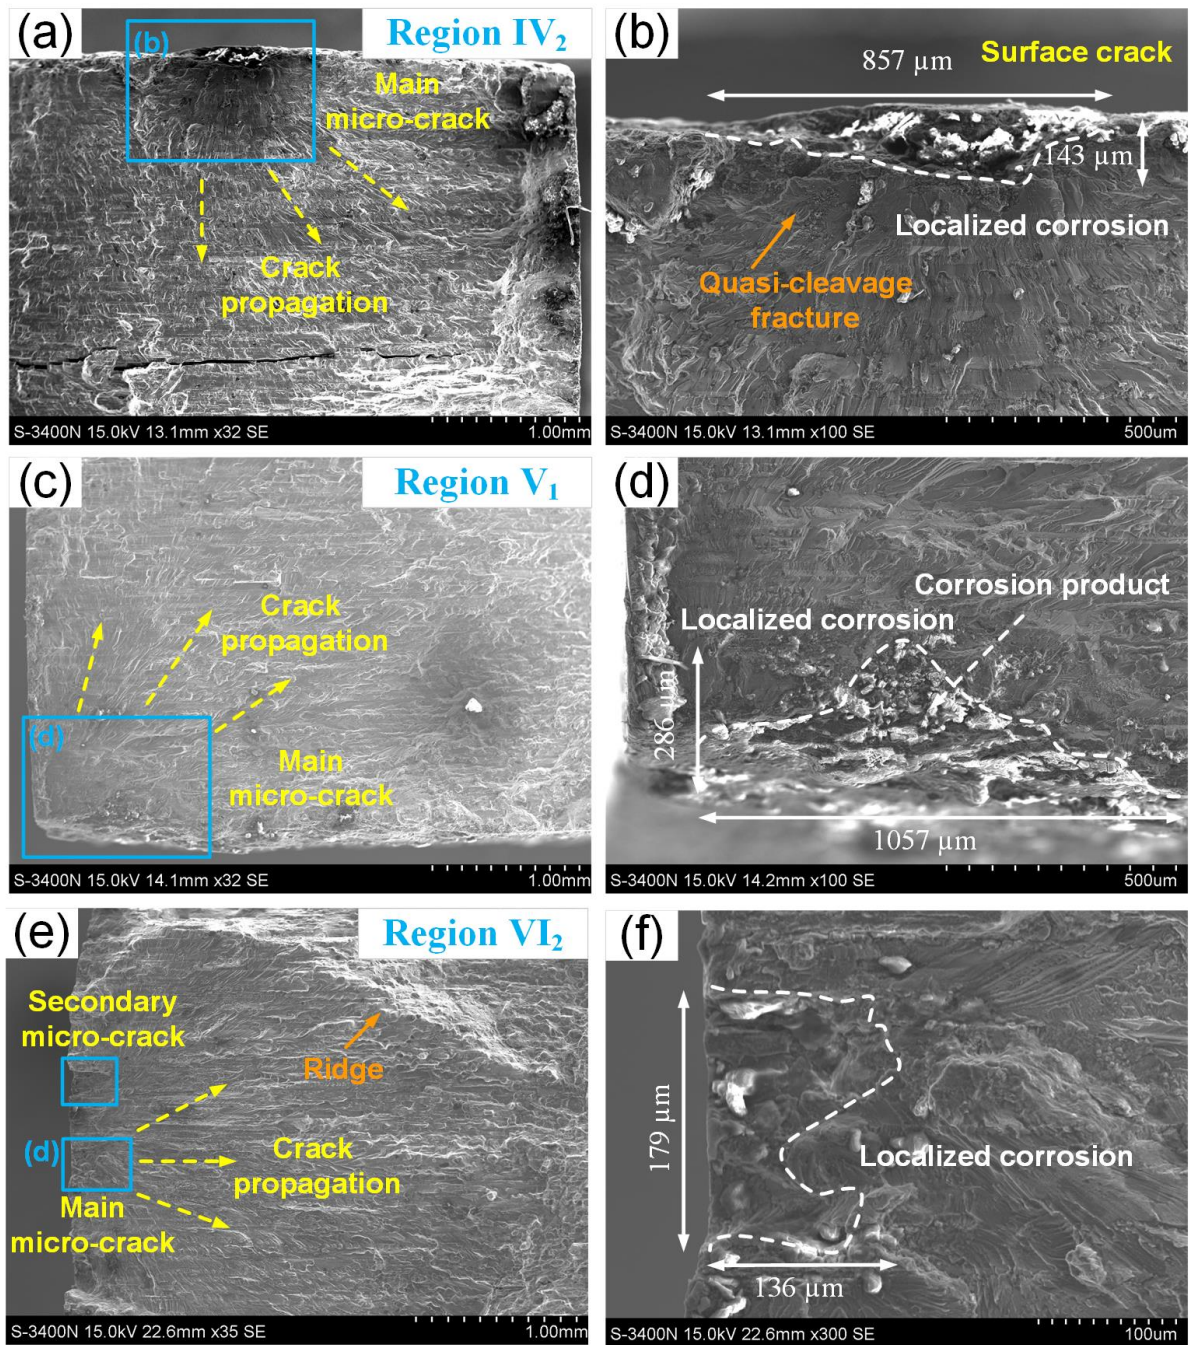 (a)
Region IV₂
(b)
Main
micro-crack
Crack
propagation
S-3400N 15.0kV 13.1mm x32 SE
1.00mm
(b)
857 µm
Surface crack
143 µm
Localized corrosion
Quasi-cleavage
fracture
S-3400N 15.0kV 13.1mm x100 SE
500um
(c)
Region V₁
Crack
propagation
(d)
Main
micro-crack
S-3400N 15.0kV 14.1mm x32 SE
1.00mm
(d)
Corrosion product
Localized corrosion
286 µm
1057 µm
S-3400N 15.0kV 14.2mm x100 SE
500um
(e)
Region VI₂
Secondary
micro-crack
Ridge
(d)
Crack
propagation
Main
micro-crack
S-3400N 15.0kV 22.6mm x35 SE
1.00mm
(f)
179 µm
Localized corrosion
136 µm
S-3400N 15.0kV 22.6mm x300 SE
100um